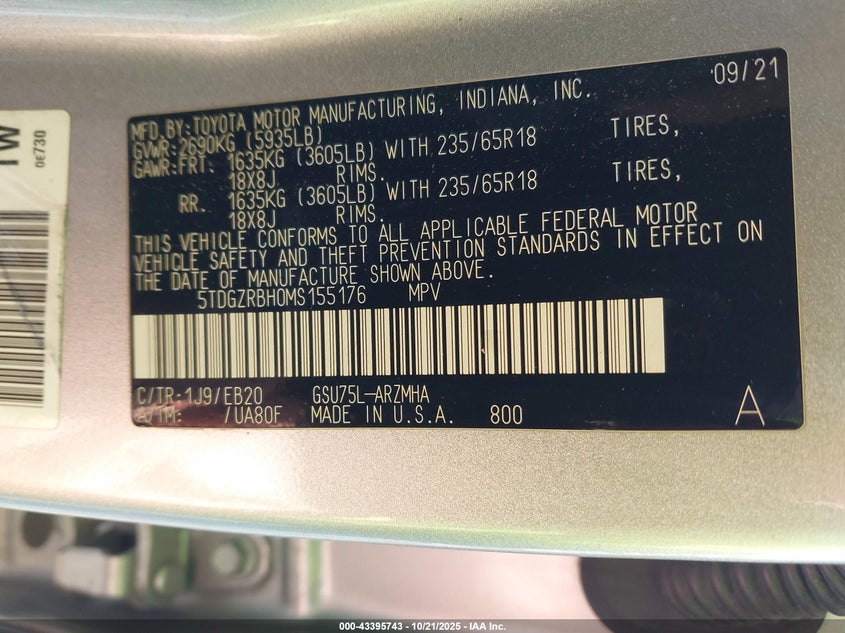 09/21
MFD.BY:TOYOTA MOTOR MANUFACTURING, INDIANA, INC.
GVWR:2690KG (5935LB)
GAWR:FRT. 1635KG (3605LB) WITH 235/65R18 TIRES,
18X8J RIMS.
RR. 1635KG (3605LB) WITH 235/65R18 TIRES,
18X8J RIMS.
THIS VEHICLE CONFORMS TO ALL APPLICABLE FEDERAL MOTOR
VEHICLE SAFETY AND THEFT PREVENTION STANDARDS IN EFFECT ON
THE DATE OF MANUFACTURE SHOWN ABOVE.
5TDGZRBH0MS155176 MPV
C/TR:1J9/EB20 GSU75L-ARZMHA
A/TM: /UA80F MADE IN U.S.A. 800 A
0E730
000-43395743 - 10/21/2025 - IAA Inc.